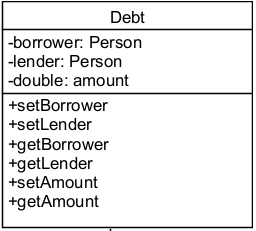 Debt
-borrower: Person
-lender: Person
-double: amount
+setBorrower
+setLender
+getBorrower
+getLender
+setAmount
+getAmount